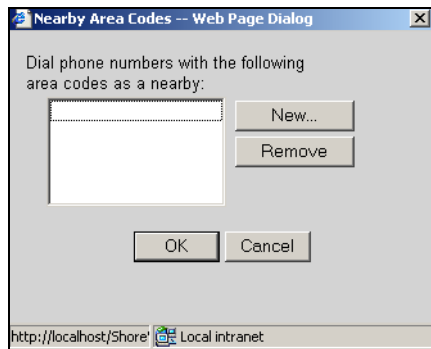 Nearby Area Codes -- Web Page Dialog
Dial phone numbers with the following
area codes as a nearby:
New...
Remove
OK Cancel
http://localhost/Shore' Local intranet